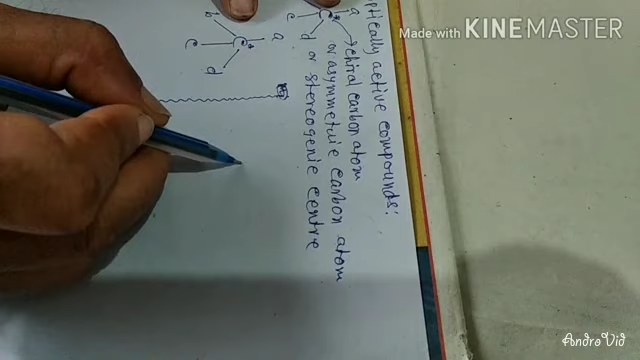 ptically active compounds:
a
C*
c
d
→ chiral carbon atom
or asymmetric carbon atom
or stereogenic centre
a
b
C*
c
d
Made with KINEMASTER
AndroVid